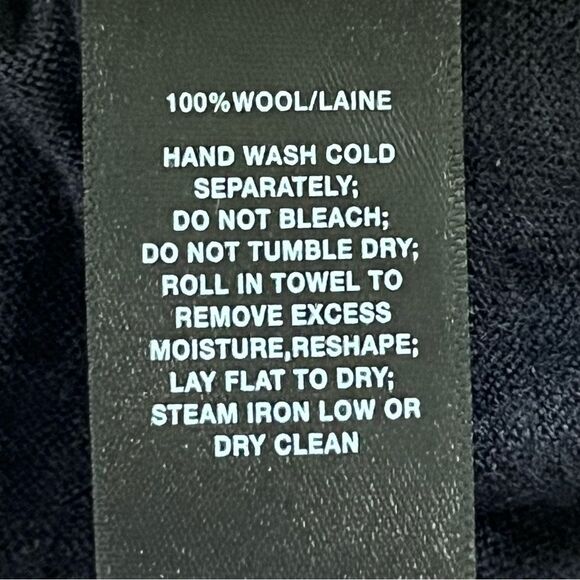 100%WOOL/LAINE
HAND WASH COLD
SEPARATELY;
DO NOT BLEACH;
DO NOT TUMBLE DRY;
ROLL IN TOWEL TO
REMOVE EXCESS
MOISTURE,RESHAPE;
LAY FLAT TO DRY;
STEAM IRON LOW OR
DRY CLEAN